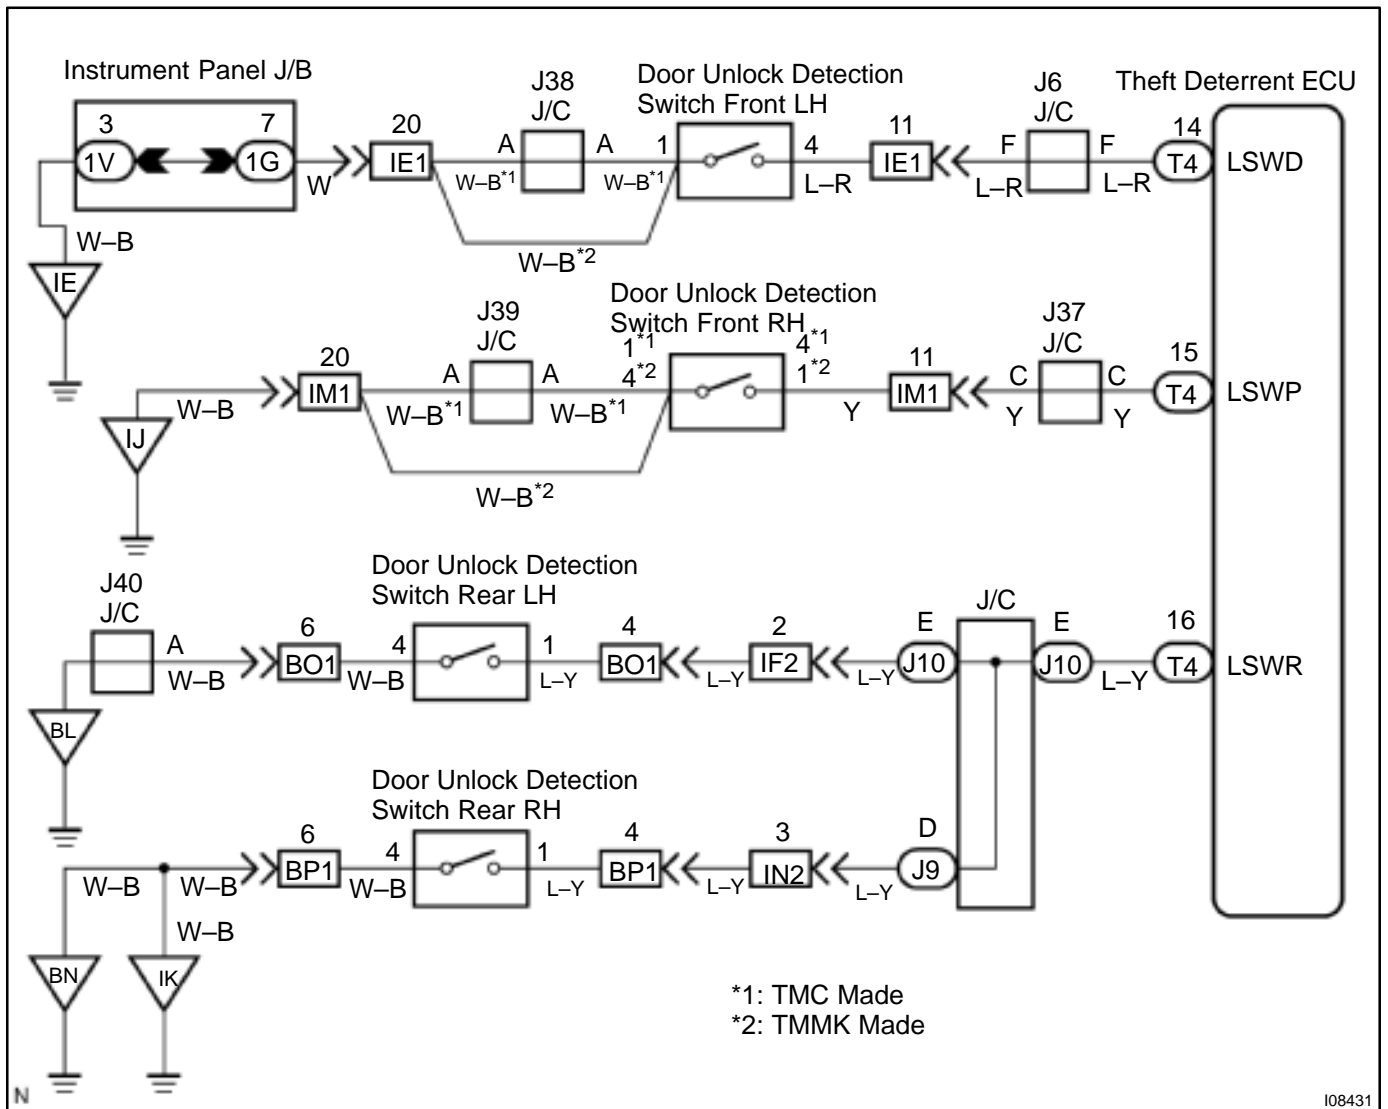 Instrument Panel J/B
3
7
1V
1G
W
W–B
IE
20
IE1
J38
J/C
A
A
W–B*1
W–B*1
W–B*2
Door Unlock Detection
Switch Front LH
1
4
L–R
11
IE1
J6
J/C
F
F
L–R
L–R
Theft Deterrent ECU
14
T4
LSWD
IJ
W–B
20
IM1
J39
J/C
A
A
W–B*1
W–B*1
W–B*2
Door Unlock Detection
Switch Front RH
1*1
4*2
4*1
1*2
Y
11
IM1
J37
J/C
C
C
Y
Y
15
T4
LSWP
J40
J/C
A
W–B
BL
6
BO1
W–B
Door Unlock Detection
Switch Rear LH
4
1
L–Y
4
BO1
L–Y
2
IF2
L–Y
J/C
E
E
J10
J10
L–Y
16
T4
LSWR
W–B
W–B
W–B
BN
IK
6
BP1
W–B
Door Unlock Detection
Switch Rear RH
4
1
L–Y
4
BP1
L–Y
3
IN2
L–Y
D
J9
*1: TMC Made
*2: TMMK Made
N
I08431